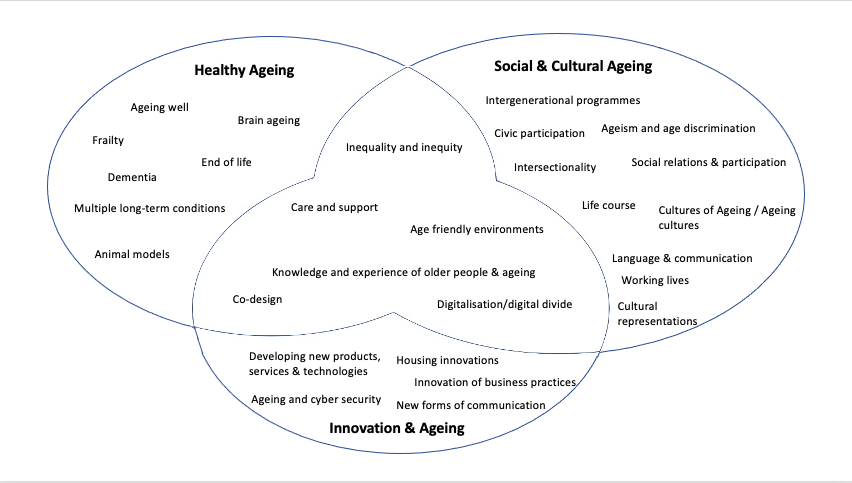 Healthy Ageing
Ageing well
Brain ageing
Frailty
End of life
Dementia
Multiple long-term conditions
Animal models
Social & Cultural Ageing
Intergenerational programmes
Civic participation
Ageism and age discrimination
Intersectionality
Social relations & participation
Life course
Cultures of Ageing / Ageing
cultures
Language & communication
Working lives
Cultural
representations
Inequality and inequity
Care and support
Age friendly environments
Knowledge and experience of older people & ageing
Co-design
Digitalisation/digital divide
Developing new products,
services & technologies
Housing innovations
Innovation of business practices
Ageing and cyber security
New forms of communication
Innovation & Ageing